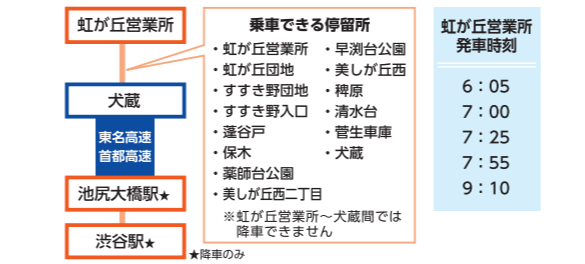 虹が丘営業所
犬蔵
東名高速
首都高速
池尻大橋駅★
渋谷駅★
★降車のみ
乗車できる停留所
・虹が丘営業所
・虹が丘団地
・すすき野団地
・すすき野入口
・蓬谷戸
・保木
・薬師台公園
・美しが丘西二丁目
・早渕台公園
・美しが丘西
・稗原
・清水台
・菅生車庫
・犬蔵
※虹が丘営業所～犬蔵間では
降車できません
虹が丘営業所
発車時刻
6：05
7：00
7：25
7：55
9：10